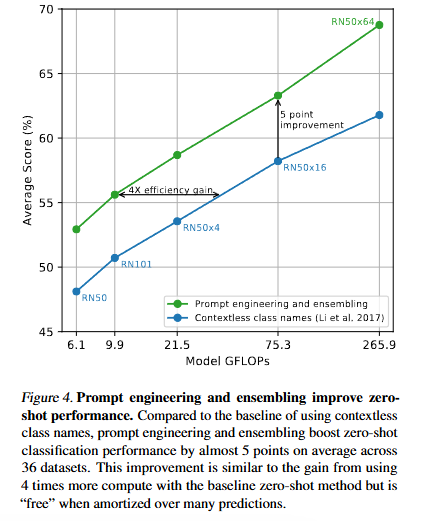 70
65
60
55
50
45
Average Score (%)
RN50x64
5 point
improvement
4X efficiency gain
RN50x16
RN50x4
RN101
RN50
Prompt engineering and ensembling
Contextless class names (Li et al. 2017)
6.1 9.9 21.5 75.3 265.9
Model GFLOPs
Figure 4. Prompt engineering and ensembling improve zero-
shot performance. Compared to the baseline of using contextless
class names, prompt engineering and ensembling boost zero-shot
classification performance by almost 5 points on average across
36 datasets. This improvement is similar to the gain from using
4 times more compute with the baseline zero-shot method but is
“free” when amortized over many predictions.